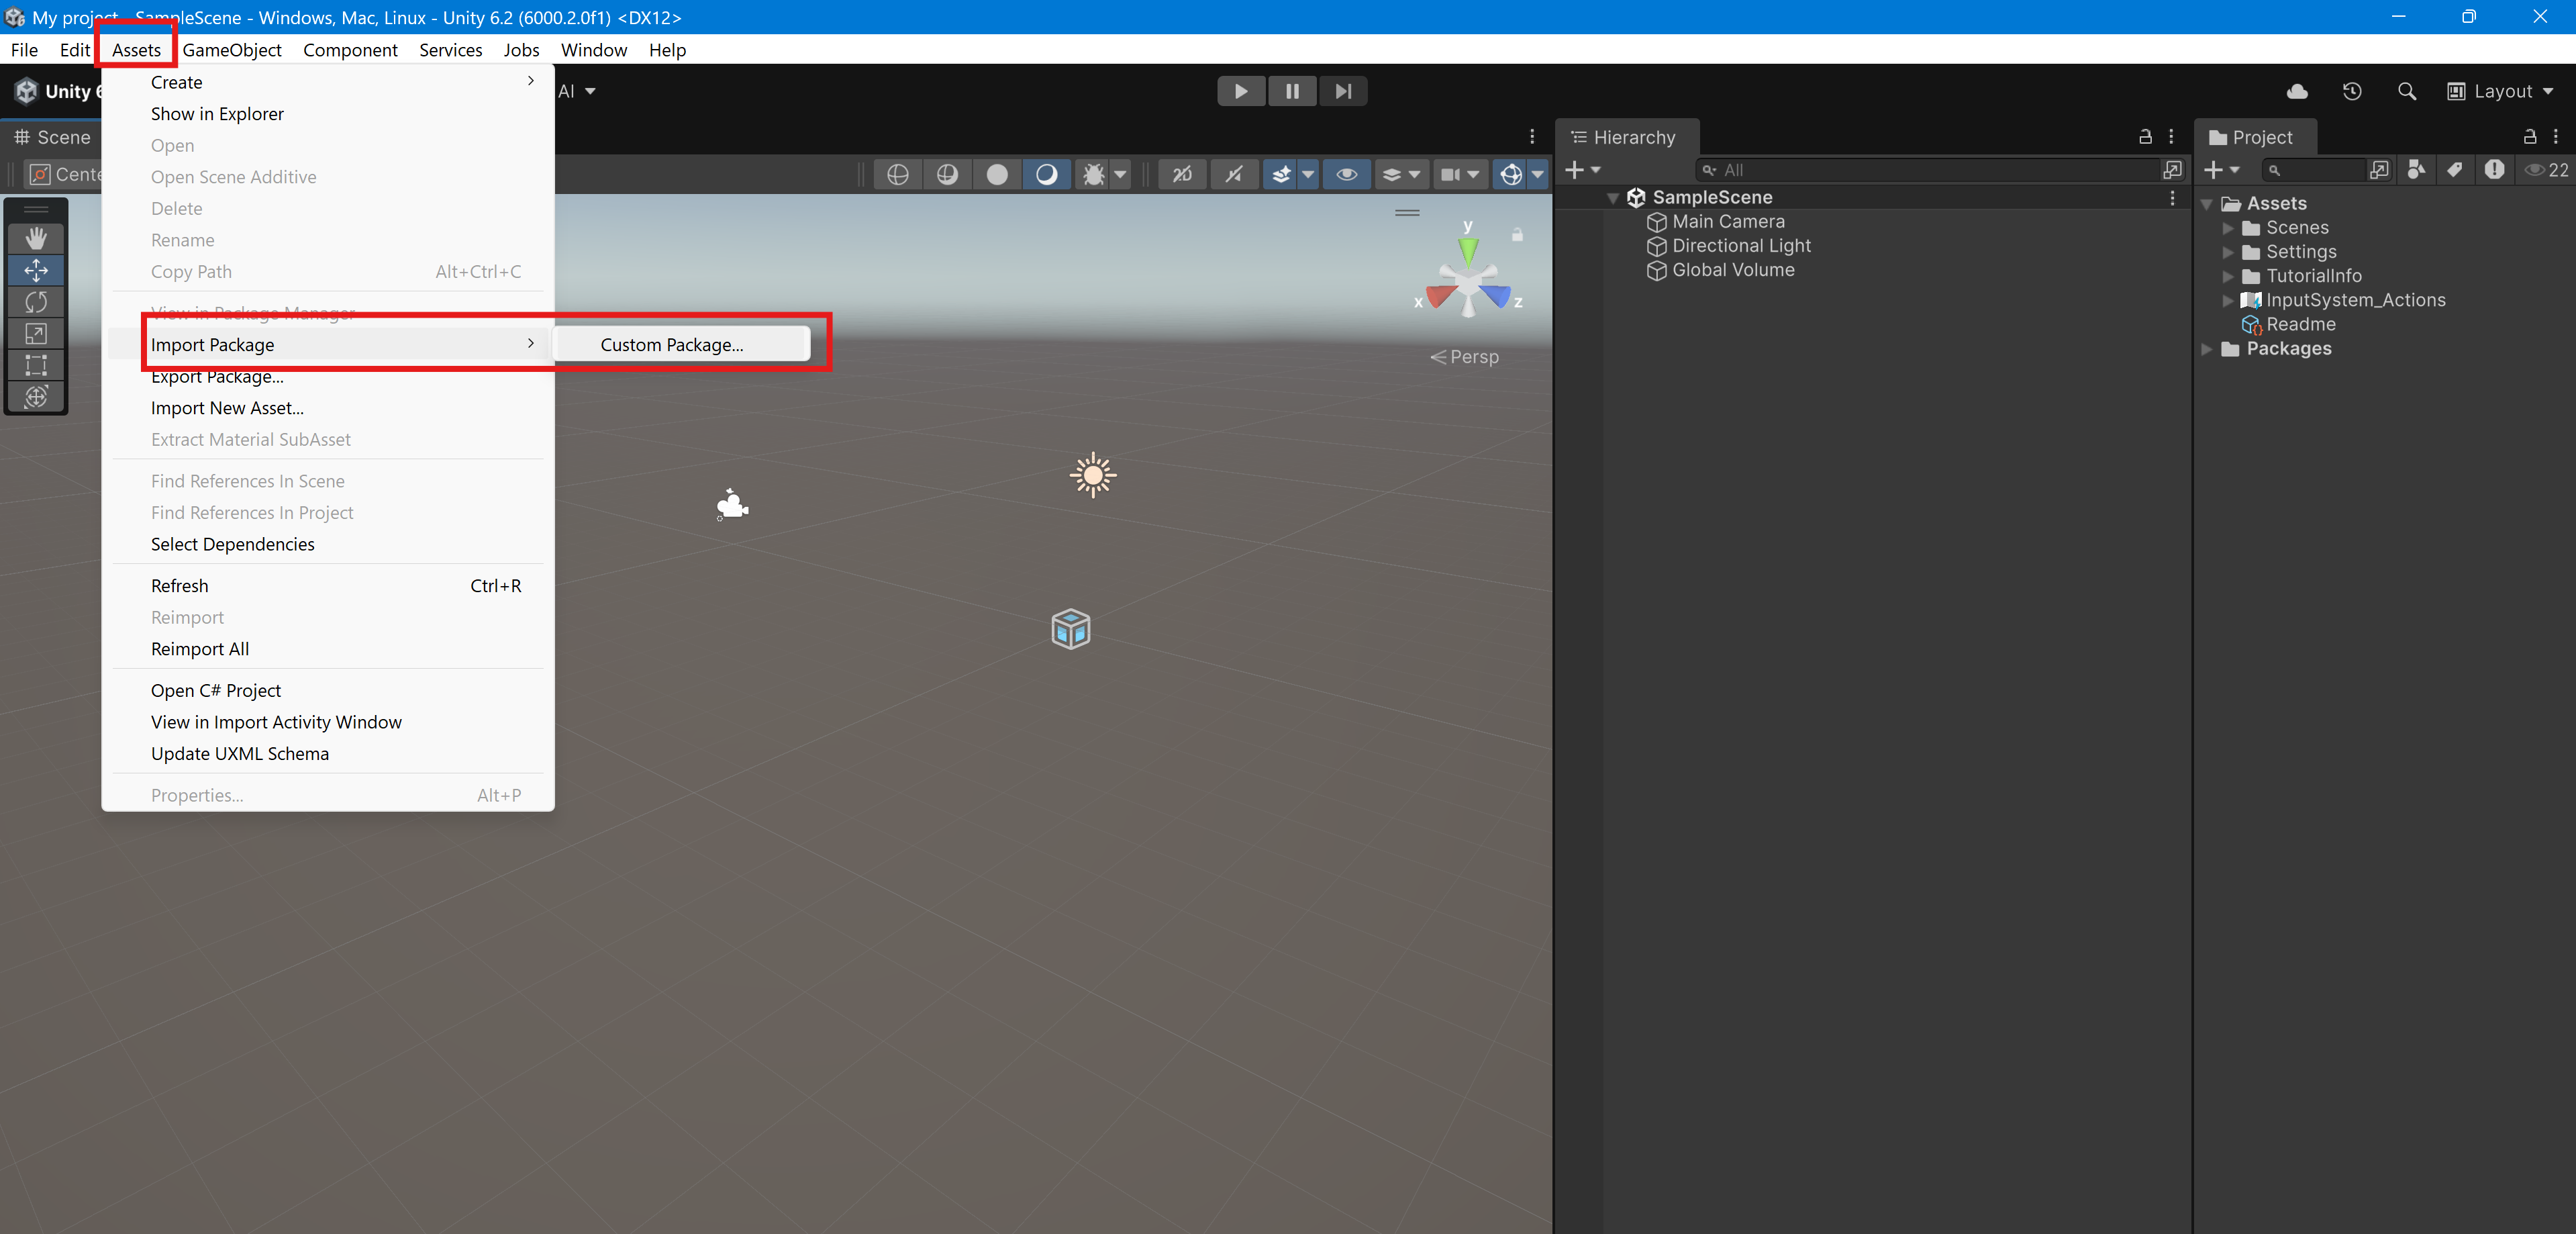 My project - SampleScene - Windows, Mac, Linux - Unity 6.2 (6000.2.0f1) <DX12>
File Edit Assets GameObject Component Services Jobs Window Help
Unity 6 AI Layout
Scene
Hierarchy
Project
2D
All
22
Create
Show in Explorer
Open
Open Scene Additive
Delete
Rename
Copy Path Alt+Ctrl+C
View in Package Manager
Import Package
Custom Package...
Export Package...
Import New Asset...
Extract Material SubAsset
Find References In Scene
Find References In Project
Select Dependencies
Refresh Ctrl+R
Reimport
Reimport All
Open C# Project
View in Import Activity Window
Update UXML Schema
Properties... Alt+P
y
x
z
Persp
SampleScene
Main Camera
Directional Light
Global Volume
Assets
Scenes
Settings
TutorialInfo
InputSystem_Actions
Readme
Packages